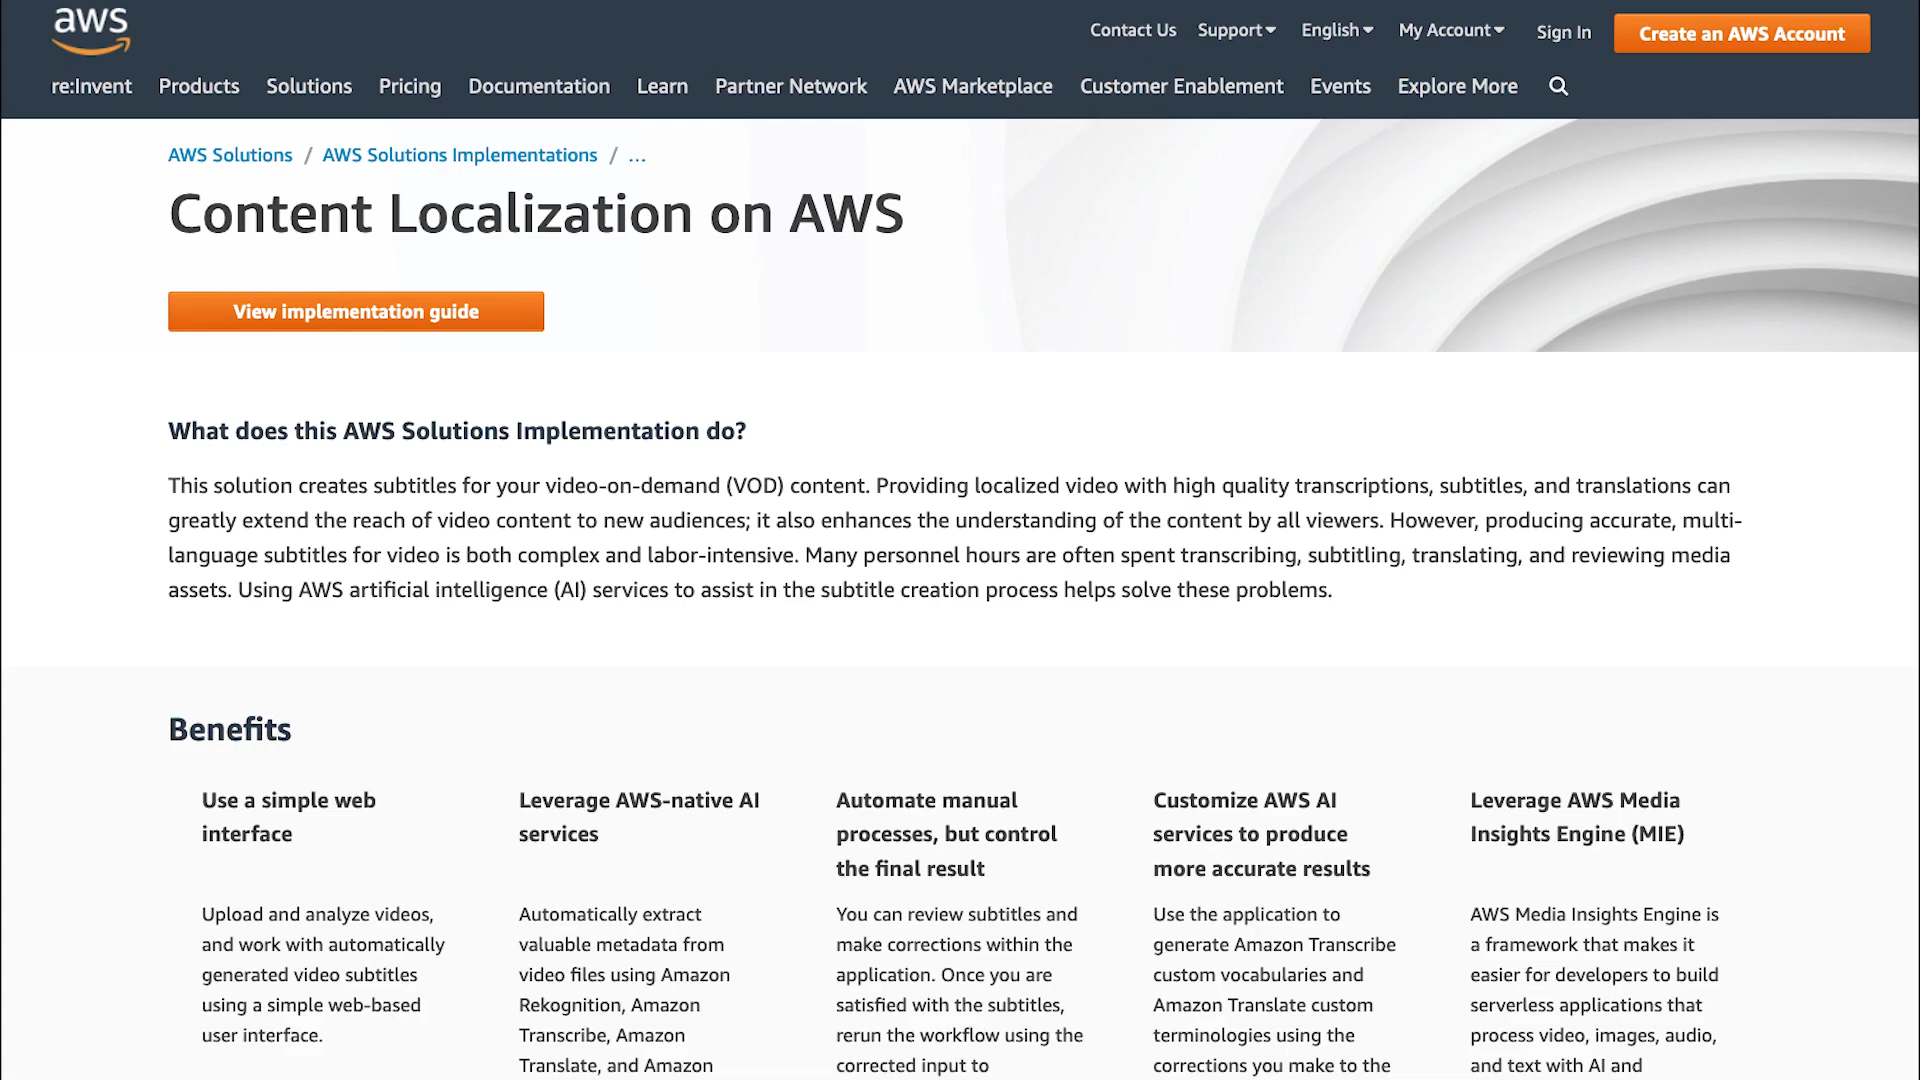 aws
Contact Us Support English My Account Sign In Create an AWS Account
re:Invent Products Solutions Pricing Documentation Learn Partner Network AWS Marketplace Customer Enablement Events Explore More
AWS Solutions / AWS Solutions Implementations / ...
Content Localization on AWS
View implementation guide
What does this AWS Solutions Implementation do?
This solution creates subtitles for your video-on-demand (VOD) content. Providing localized video with high quality transcriptions, subtitles, and translations can
greatly extend the reach of video content to new audiences; it also enhances the understanding of the content by all viewers. However, producing accurate, multi-
language subtitles for video is both complex and labor-intensive. Many personnel hours are often spent transcribing, subtitling, translating, and reviewing media
assets. Using AWS artificial intelligence (AI) services to assist in the subtitle creation process helps solve these problems.
Benefits
Use a simple web
interface
Upload and analyze videos,
and work with automatically
generated video subtitles
using a simple web-based
user interface.
Leverage AWS-native AI
services
Automatically extract
valuable metadata from
video files using Amazon
Rekognition, Amazon
Transcribe, Amazon
Translate, and Amazon
Automate manual
processes, but control
the final result
You can review subtitles and
make corrections within the
application. Once you are
satisfied with the subtitles,
rerun the workflow using the
corrected input to
Customize AWS AI
services to produce
more accurate results
Use the application to
generate Amazon Transcribe
custom vocabularies and
Amazon Translate custom
terminologies using the
corrections you make to the
Leverage AWS Media
Insights Engine (MIE)
AWS Media Insights Engine is
a framework that makes it
easier for developers to build
serverless applications that
process video, images, audio,
and text with AI and